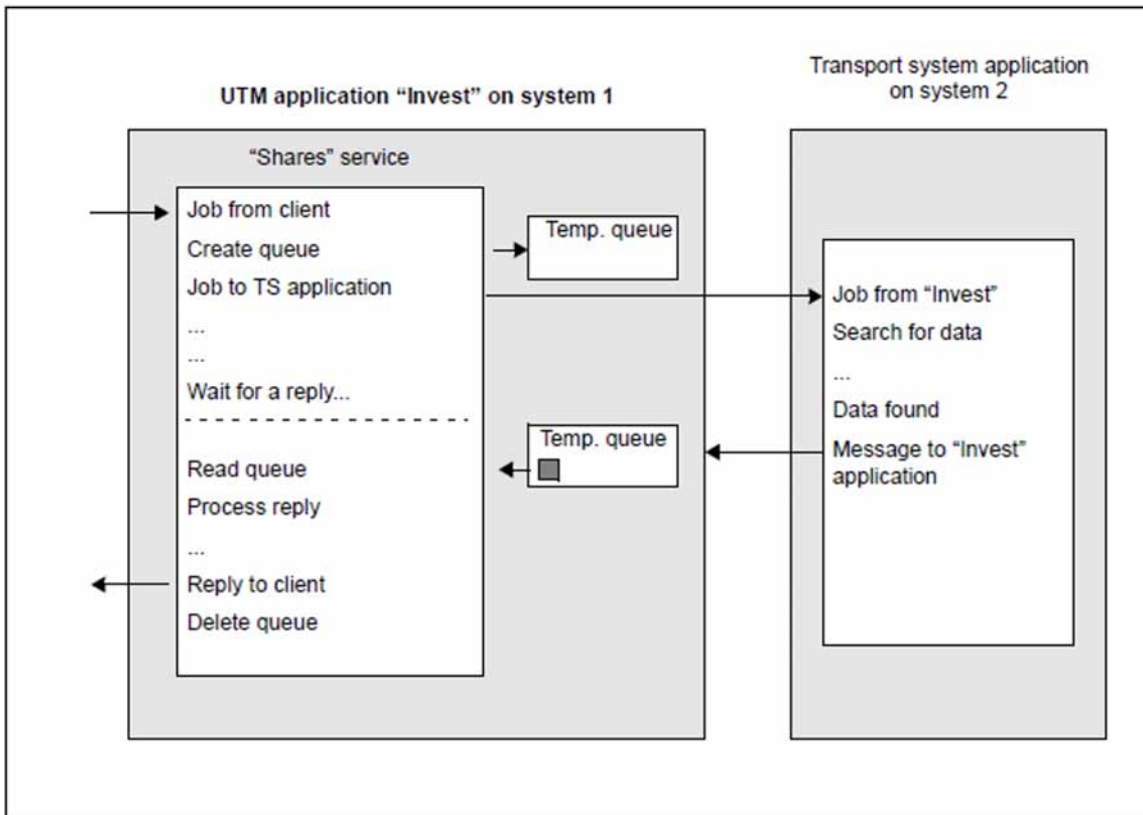 Transport system application
on system 2
UTM application “Invest” on system 1
“Shares” service
Job from client
Create queue
Job to TS application
...
...
Wait for a reply...
Read queue
Process reply
...
Reply to client
Delete queue
Temp. queue
Temp. queue
Job from “Invest”
Search for data
...
Data found
Message to “Invest”
application